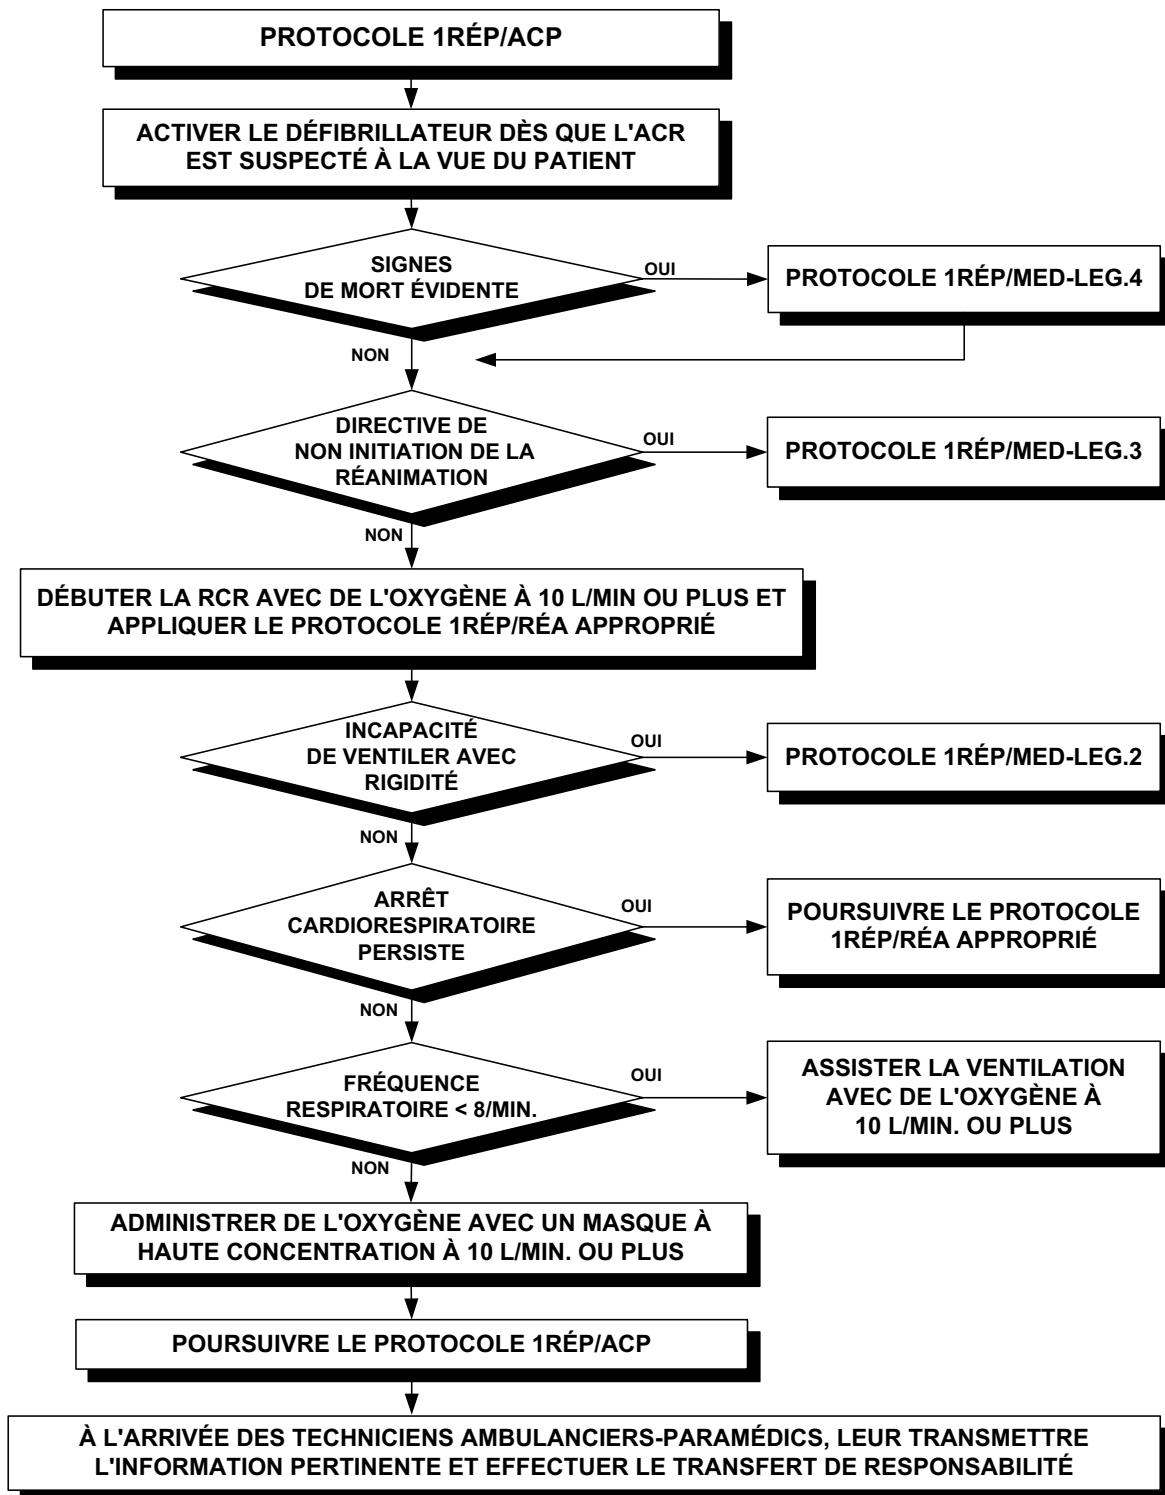 PROTOCOLE 1RÉP/ACP
ACTIVER LE DÉFIBRILLATEUR DÈS QUE L'ACR
EST SUSPECTÉ À LA VUE DU PATIENT
SIGNES
DE MORT ÉVIDENTE
OUI
PROTOCOLE 1RÉP/MED-LEG.4
NON
DIRECTIVE DE
NON INITIATION DE LA
RÉANIMATION
OUI
PROTOCOLE 1RÉP/MED-LEG.3
NON
DÉBUTER LA RCR AVEC DE L'OXYGÈNE À 10 L/MIN OU PLUS ET
APPLIQUER LE PROTOCOLE 1RÉP/RÉA APPROPRIÉ
INCAPACITÉ
DE VENTILER AVEC
RIGIDITÉ
OUI
PROTOCOLE 1RÉP/MED-LEG.2
NON
ARRÊT
CARDIORESPIRATOIRE
PERSISTE
OUI
POURSUIVRE LE PROTOCOLE
1RÉP/RÉA APPROPRIÉ
NON
FRÉQUENCE
RESPIRATOIRE < 8/MIN.
OUI
ASSISTER LA VENTILATION
AVEC DE L'OXYGÈNE À
10 L/MIN. OU PLUS
NON
ADMINISTRER DE L'OXYGÈNE AVEC UN MASQUE À
HAUTE CONCENTRATION À 10 L/MIN. OU PLUS
POURSUIVRE LE PROTOCOLE 1RÉP/ACP
À L'ARRIVÉE DES TECHNICIENS AMBULANCIERS-PARAMÉDICS, LEUR TRANSMETTRE
L'INFORMATION PERTINENTE ET EFFECTUER LE TRANSFERT DE RESPONSABILITÉ